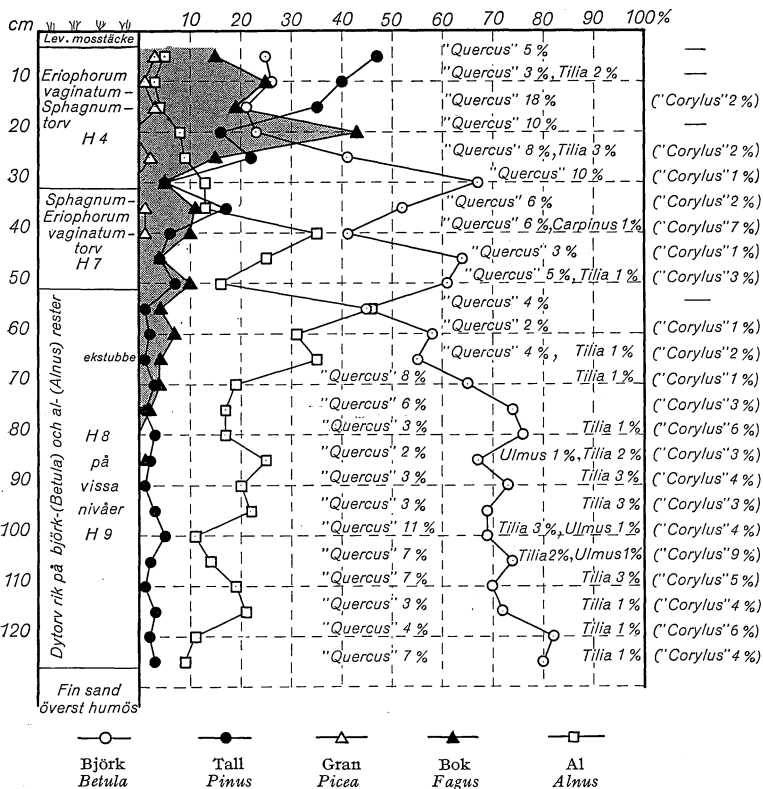 cm 0 10 20 30 40 50 60 70 80 90 100%
Lev. mosstäcke
"Quercus" 5 % —
10 Eriophorum "Quercus" 3 %, Tilia 2 % —
vaginatum –
Sphagnum– "Quercus" 18 % ("Corylus" 2 %)
20 torv "Quercus" 10 % —
H 4
"Quercus" 8 %, Tilia 3 % ("Corylus" 2 %)
30 "Quercus" 10 % ("Corylus" 1 %)
Sphagnum– "Quercus" 6 % ("Corylus" 2 %)
40 Eriophorum "Quercus" 6 %, Carpinus 1 % ("Corylus" 7 %)
vaginatum–
torv "Quercus" 3 % ("Corylus" 1 %)
H 7
50 "Quercus" 5 %, Tilia 1 % ("Corylus" 3 %)
Dytorv rik på björk-(Betula) och al- (Alnus) rester
"Quercus" 4 % —
60 "Quercus" 2 % ("Corylus" 1 %)
ekstubbe "Quercus" 4 %, Tilia 1 % ("Corylus" 2 %)
70 "Quercus" 8 % Tilia 1 % ("Corylus" 1 %)
"Quercus" 6 % ("Corylus" 3 %)
80 H 8 "Quercus" 3 % Tilia 1 % ("Corylus" 6 %)
på "Quercus" 2 % Ulmus 1 %, Tilia 2 % ("Corylus" 3 %)
90 vissa "Quercus" 3 % Tilia 3 % ("Corylus" 4 %)
nivåer "Quercus" 3 % Tilia 3 % ("Corylus" 3 %)
100 H 9 "Quercus" 11 % Tilia 3 %, Ulmus 1 % ("Corylus" 4 %)
"Quercus" 7 % Tilia 2 %, Ulmus 1 % ("Corylus" 9 %)
110 "Quercus" 7 % Tilia 3 % ("Corylus" 5 %)
"Quercus" 3 % Tilia 1 % ("Corylus" 4 %)
120 "Quercus" 4 % Tilia 1 % ("Corylus" 6 %)
"Quercus" 7 % Tilia 1 % ("Corylus" 4 %)
Fin sand
överst humös
Björk Tall Gran Bok Al
Betula Pinus Picea Fagus Alnus